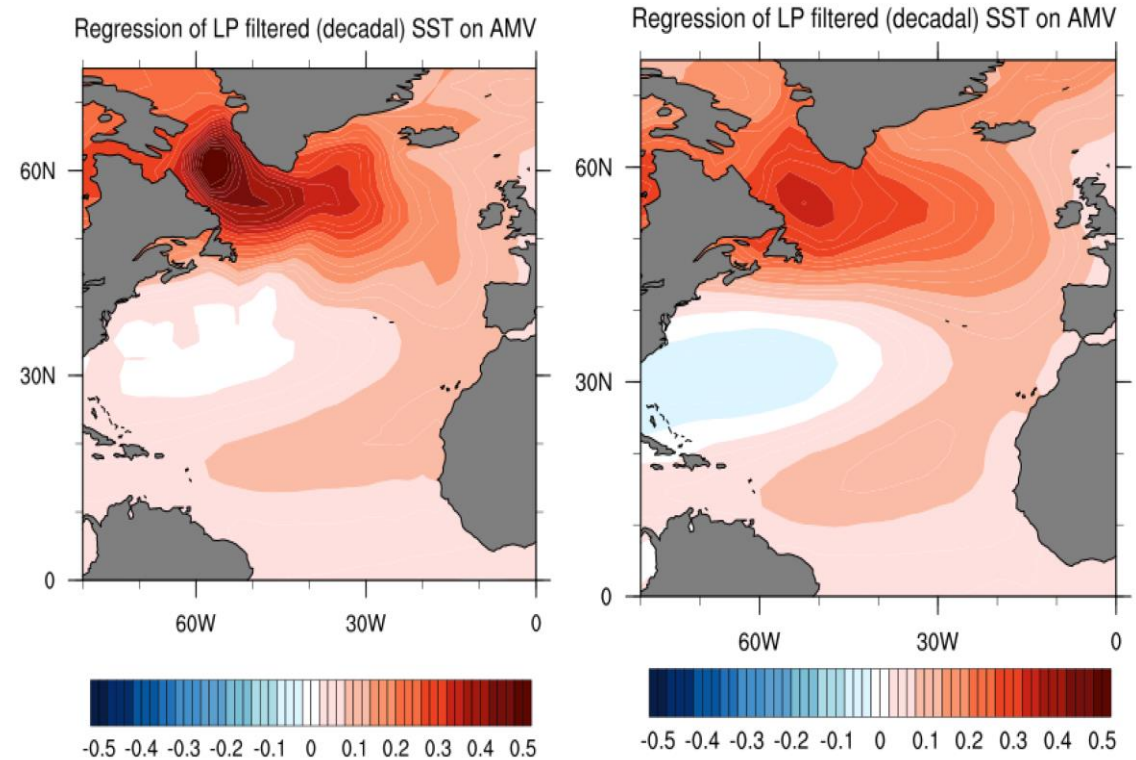 Regression of LP filtered (decadal) SST on AMV
60N
30N
0
60W 30W 0
-0.5 -0.4 -0.3 -0.2 -0.1 0 0.1 0.2 0.3 0.4 0.5
Regression of LP filtered (decadal) SST on AMV
60N
30N
0
60W 30W 0
-0.5 -0.4 -0.3 -0.2 -0.1 0 0.1 0.2 0.3 0.4 0.5